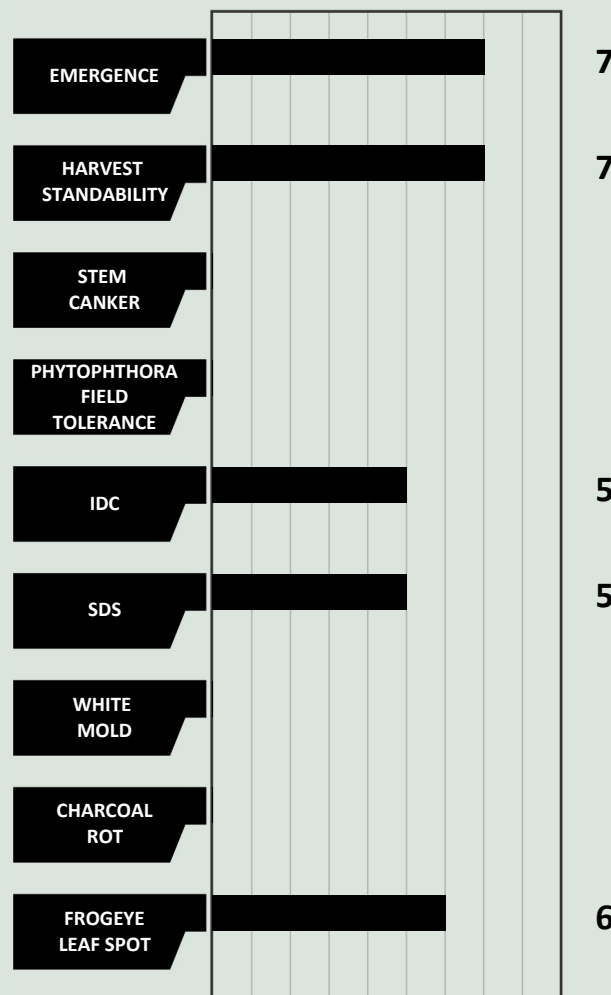 EMERGENCE
7
HARVEST
STANDABILITY
7
STEM
CANKER
PHYTOPHTHORA
FIELD
TOLERANCE
IDC
5
SDS
5
WHITE
MOLD
CHARCOAL
ROT
FROGEYE
LEAF SPOT
6